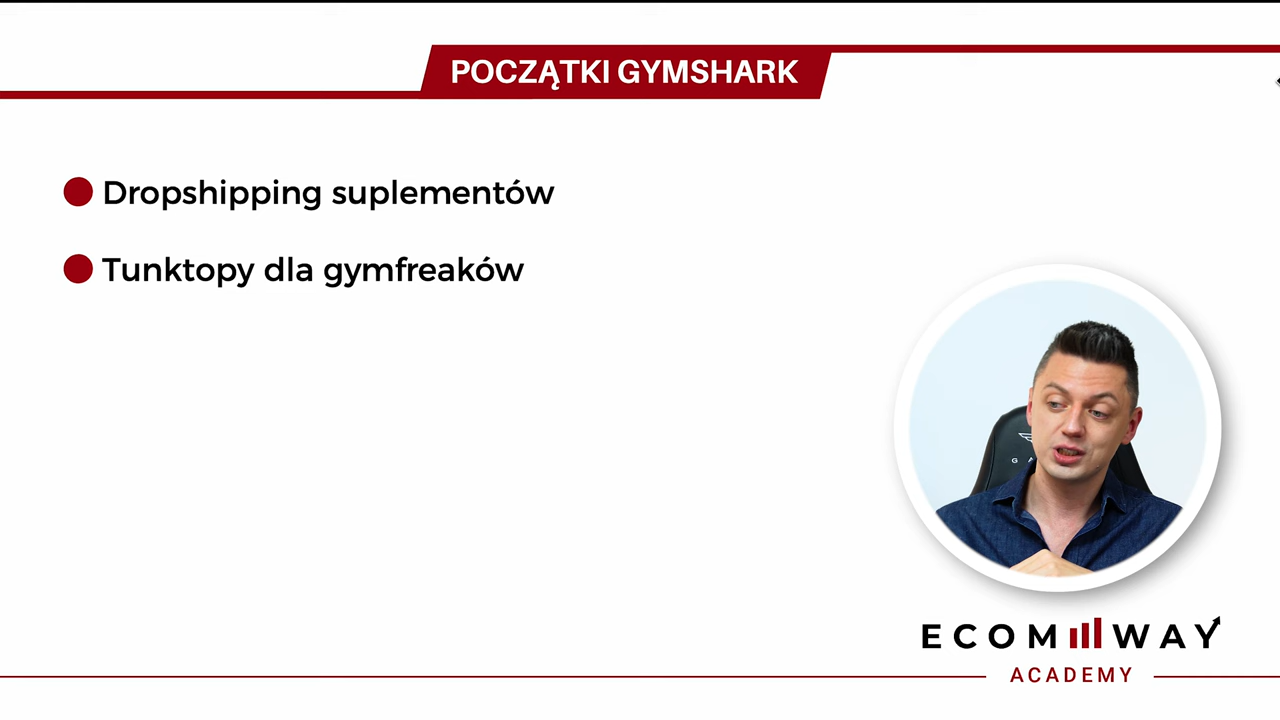 POCZĄTKI GYMSHARK
Dropshipping suplementów
Tunktopy dla gymfreaków
ECOM WAY
ACADEMY